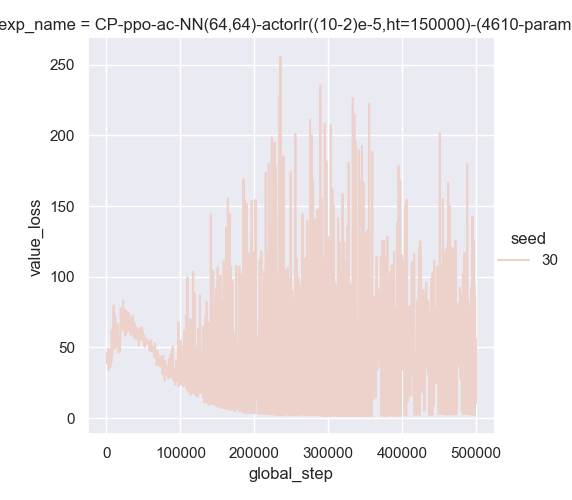 exp_name = CP-ppo-ac-NN(64,64)-actorlr((10-2)e-5,ht=150000)-(4610-param
250
200
150
100
50
0
value_loss
0 100000 200000 300000 400000 500000
global_step
seed
30